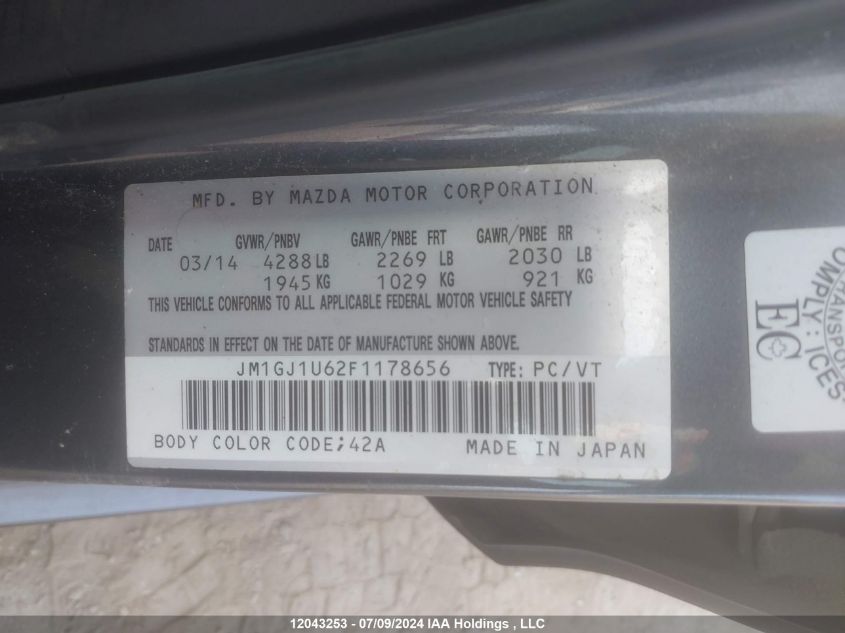 MFD. BY MAZDA MOTOR CORPORATION
DATE GVWR/PNBV GAWR/PNBE FRT GAWR/PNBE RR
03/14 4288 LB 2269 LB 2030 LB
1945 KG 1029 KG 921 KG
THIS VEHICLE CONFORMS TO ALL APPLICABLE FEDERAL MOTOR VEHICLE SAFETY
STANDARDS IN EFFECT ON THE DATE OF MANUFACTURE SHOWN ABOVE.
JM1GJ1U62F1178656 TYPE: PC/VT
BODY COLOR CODE;42A MADE IN JAPAN
EC
12043253 - 07/09/2024 IAA Holdings , LLC